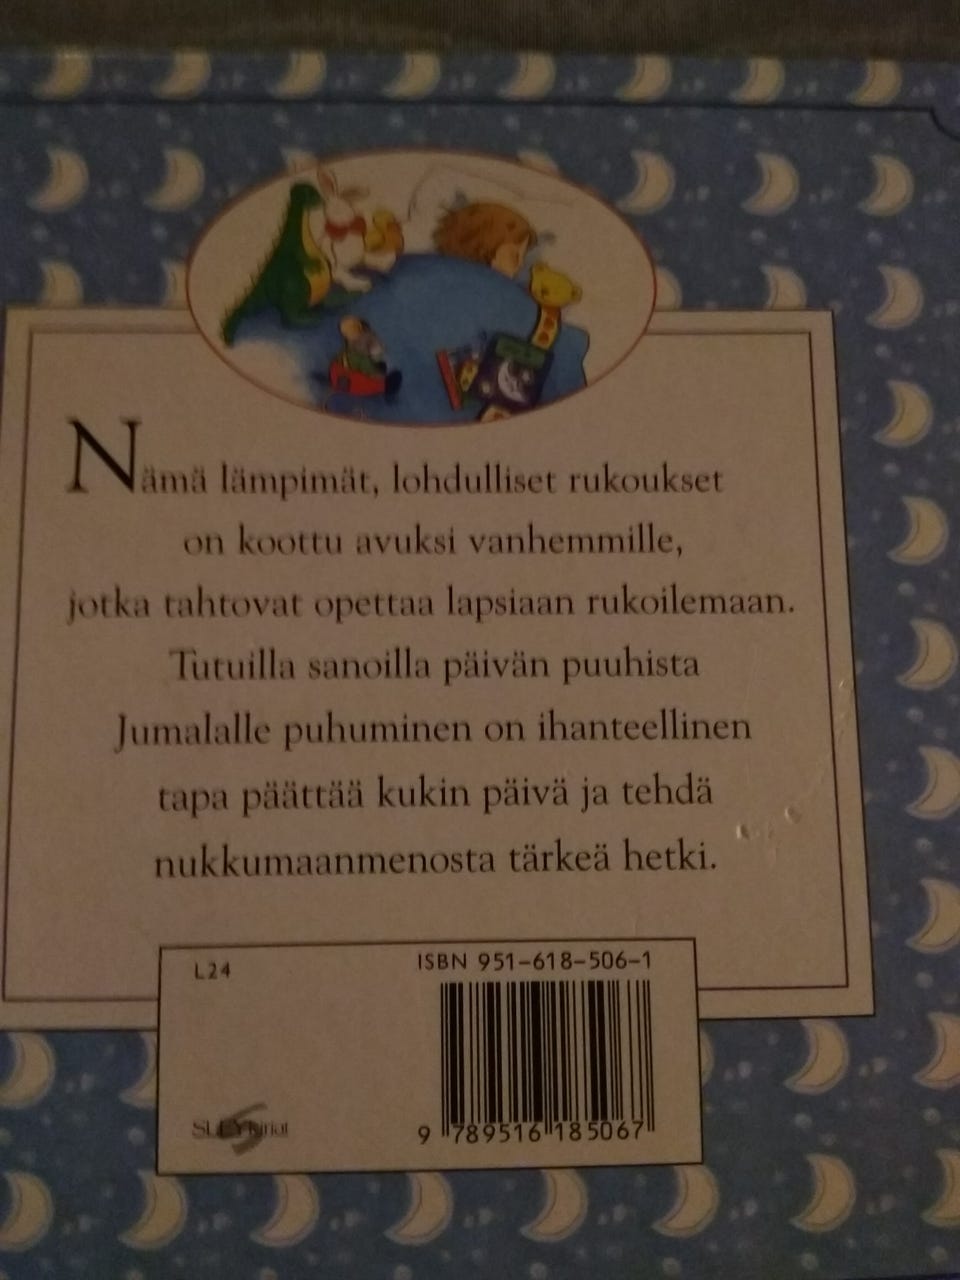 Nämä lämpimät, lohdulliset rukoukset
on koottu avuksi vanhemmille,
jotka tahtovat opettaa lapsiaan rukoilemaan.
Tutuilla sanoilla päivän puuhista
Jumalalle puhuminen on ihanteellinen
tapa päättää kukin päivä ja tehdä
nukkumaanmenosta tärkeä hetki.
L24
ISBN 951-618-506-1
9 789516 185067